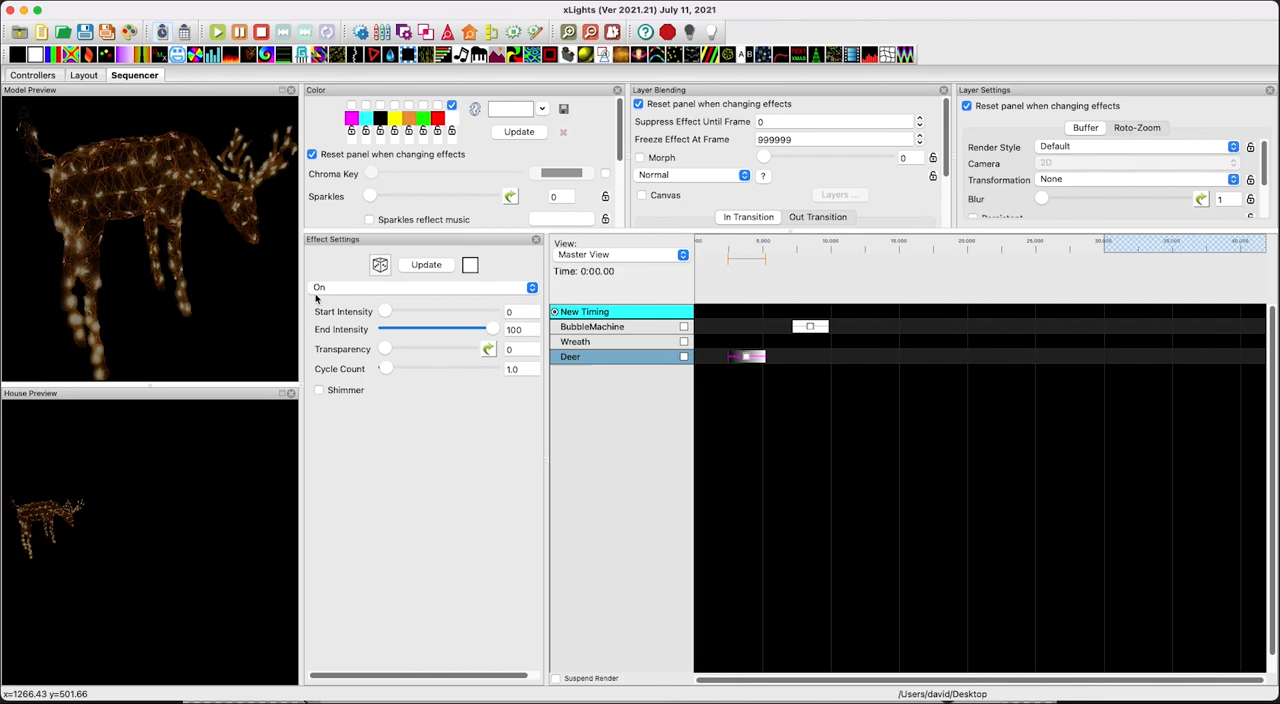 xLights (Ver 2021.21) July 11, 2021
Controllers Layout Sequencer
Model Preview
House Preview
Color
Update
Reset panel when changing effects
Chroma Key
Sparkles 0
Sparkles reflect music
Layer Blending
Reset panel when changing effects
Suppress Effect Until Frame 0
Freeze Effect At Frame 999999
Morph 0
Normal ?
Canvas Layers ...
In Transition Out Transition
Layer Settings
Reset panel when changing effects
Buffer Roto-Zoom
Render Style Default
Camera 2D
Transformation None
Blur 1
Effect Settings
Update
On
Start Intensity 0
End Intensity 100
Transparency 0
Cycle Count 1.0
Shimmer
View:
Master View
Time: 0:00.00
5.000 10.000 15.000 20.000 25.000
New Timing
BubbleMachine
Wreath
Deer
Suspend Render
x=1266.43 y=501.66 /Users/david/Desktop